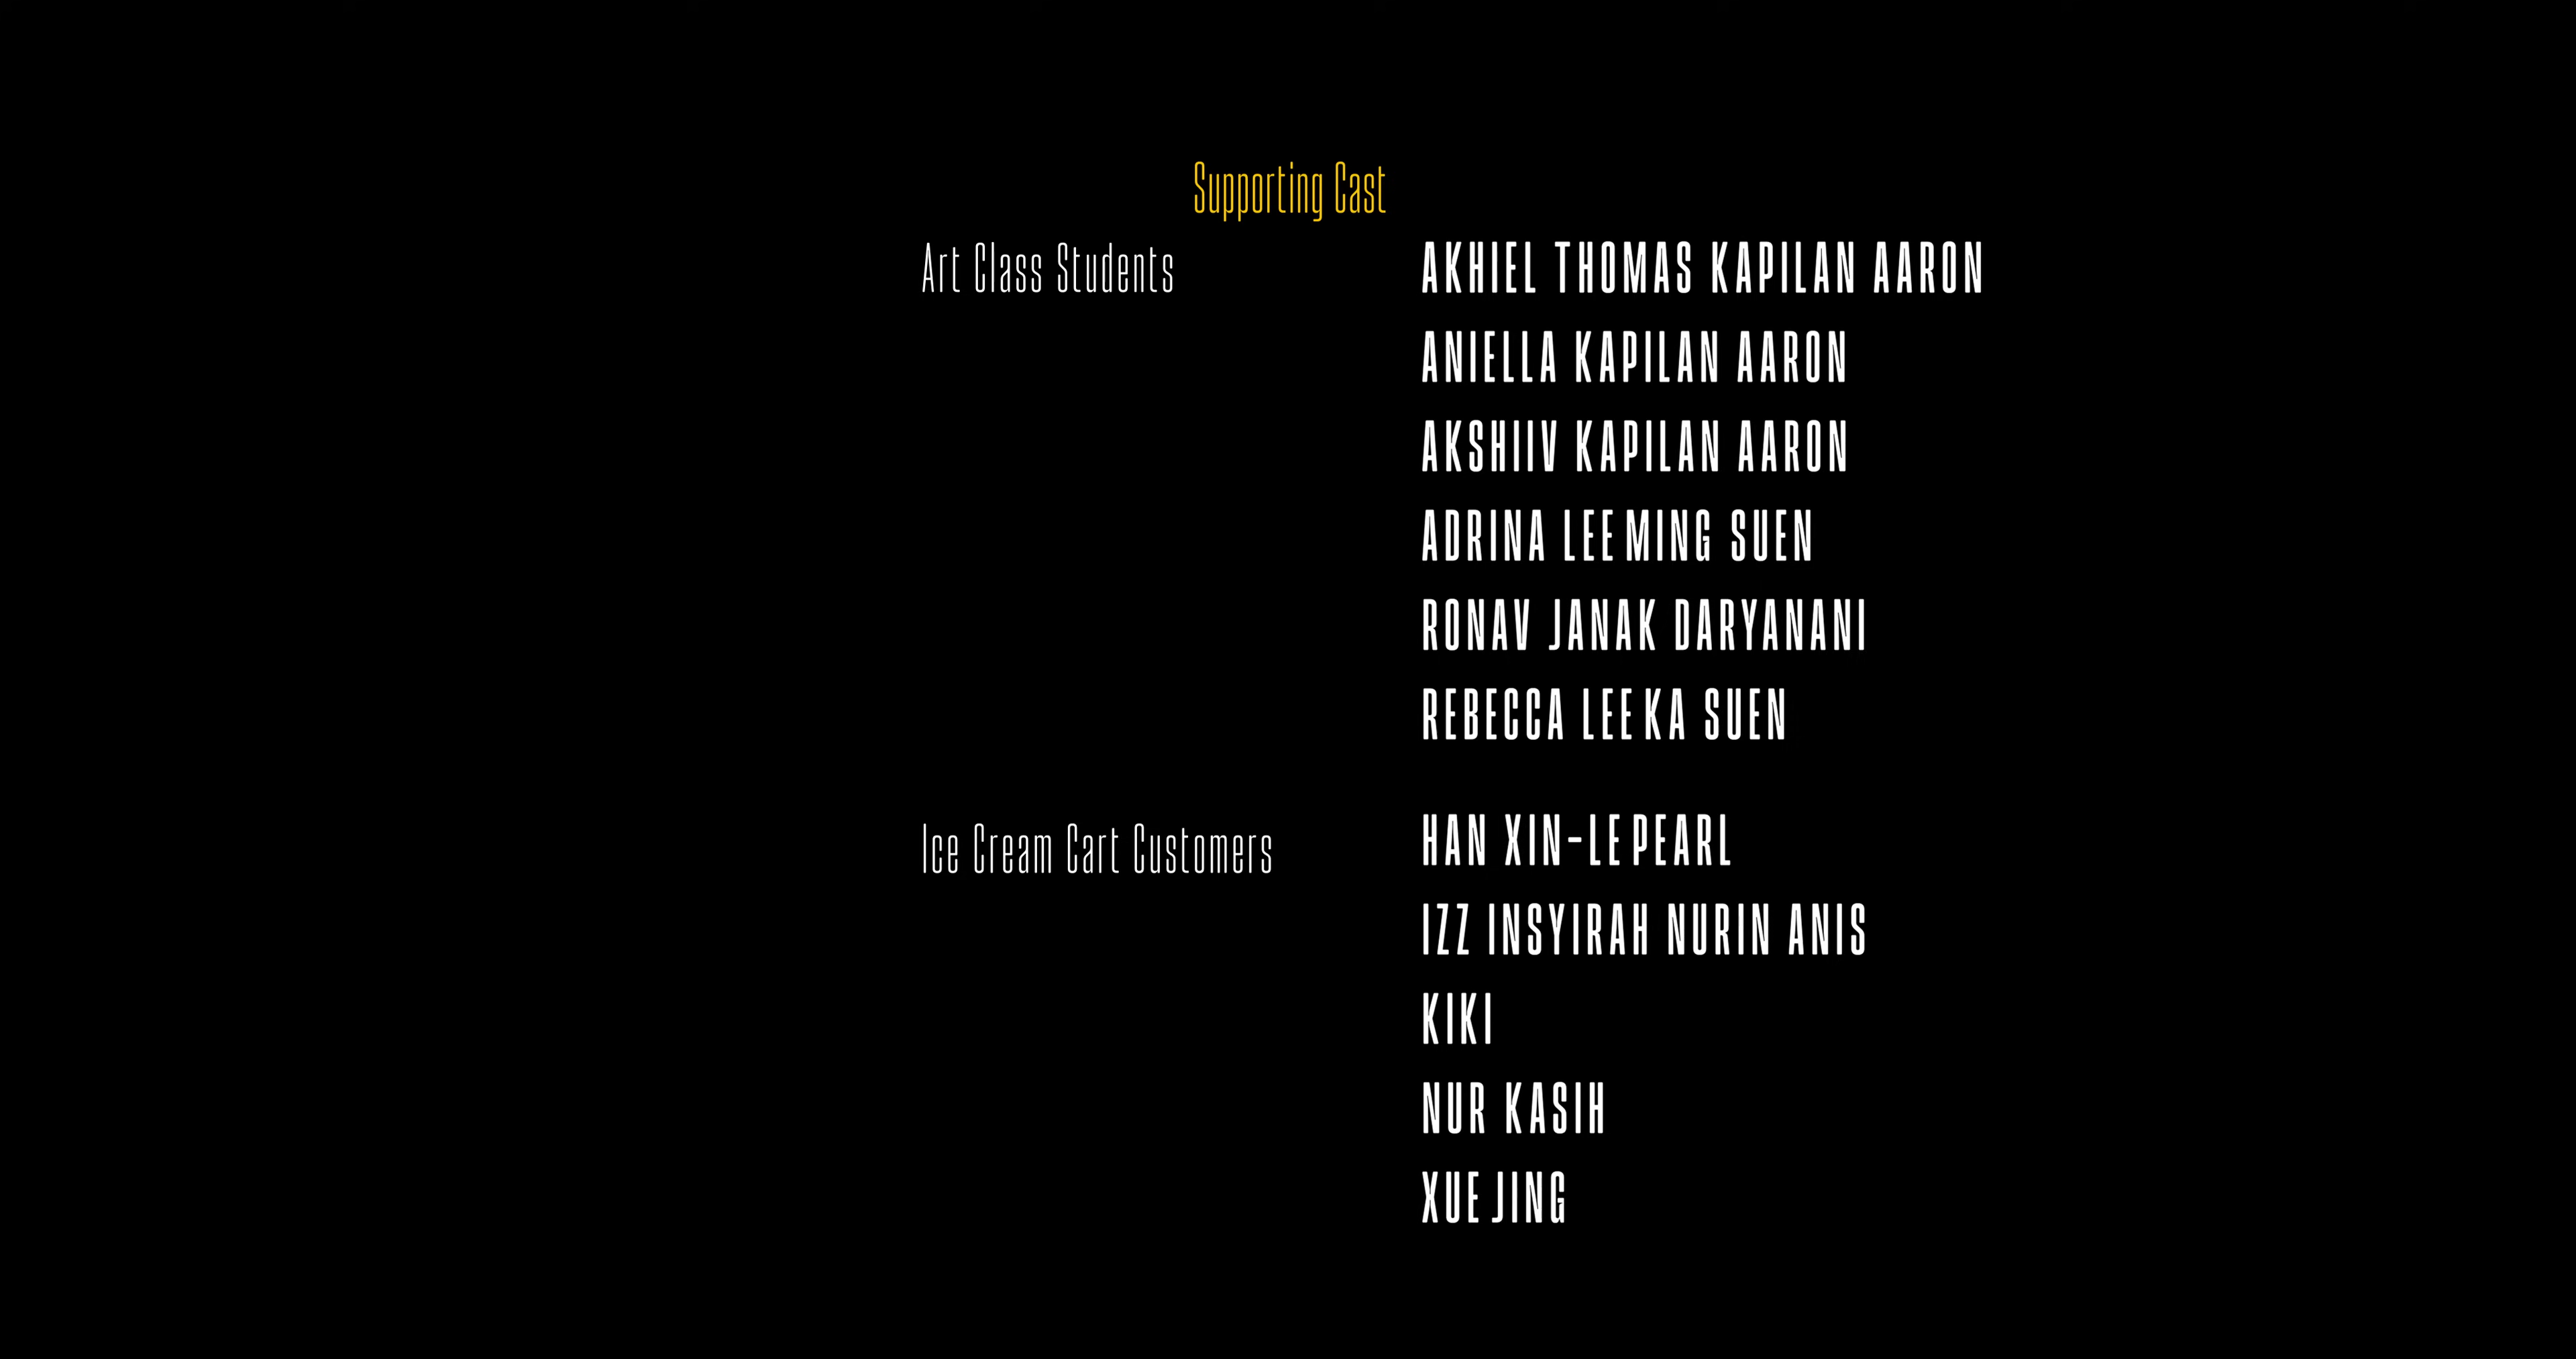 Supporting Cast
Art Class Students AKHIEL THOMAS KAPILAN AARON
ANIELLA KAPILAN AARON
AKSHIIV KAPILAN AARON
ADRINA LEE MING SUEN
RONAV JANAK DARYANANI
REBECCA LEE KA SUEN
Ice Cream Cart Customers HAN XIN-LE PEARL
IZZ INSYIRAH NURIN ANIS
KIKI
NUR KASIH
XUE JING